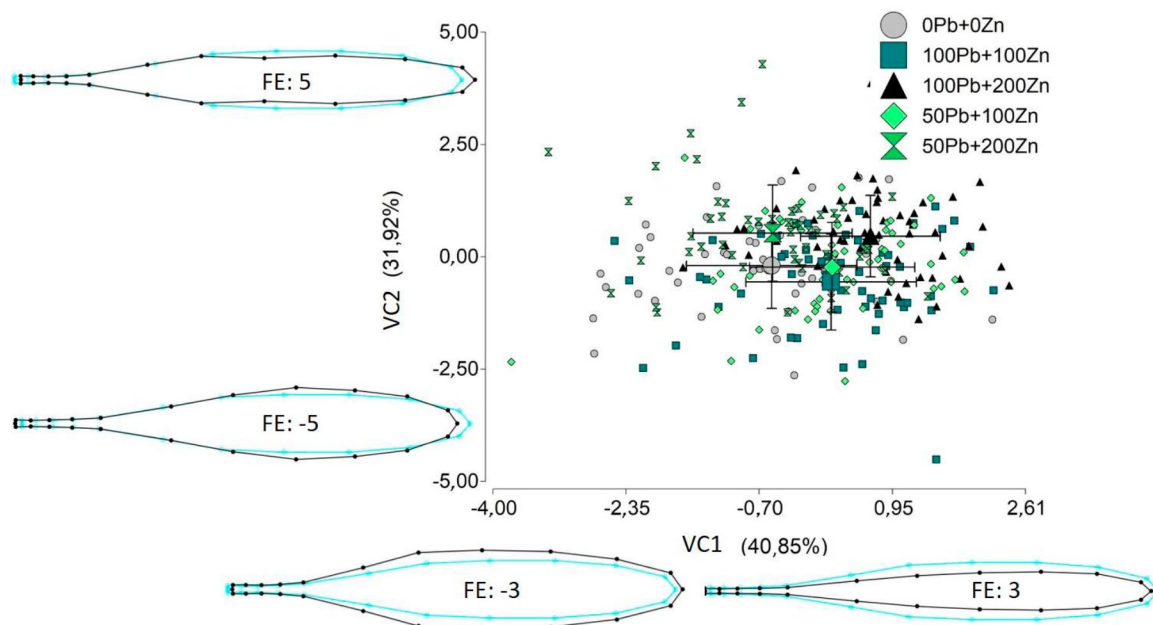 5,00
0Pb+0Zn
100Pb+100Zn
100Pb+200Zn
50Pb+100Zn
50Pb+200Zn
FE: 5
2,50
VC2 (31,92%)
0,00
-2,50
FE: -5
-5,00
-4,00 -2,35 -0,70 0,95 2,61
VC1 (40,85%)
FE: -3
FE: 3